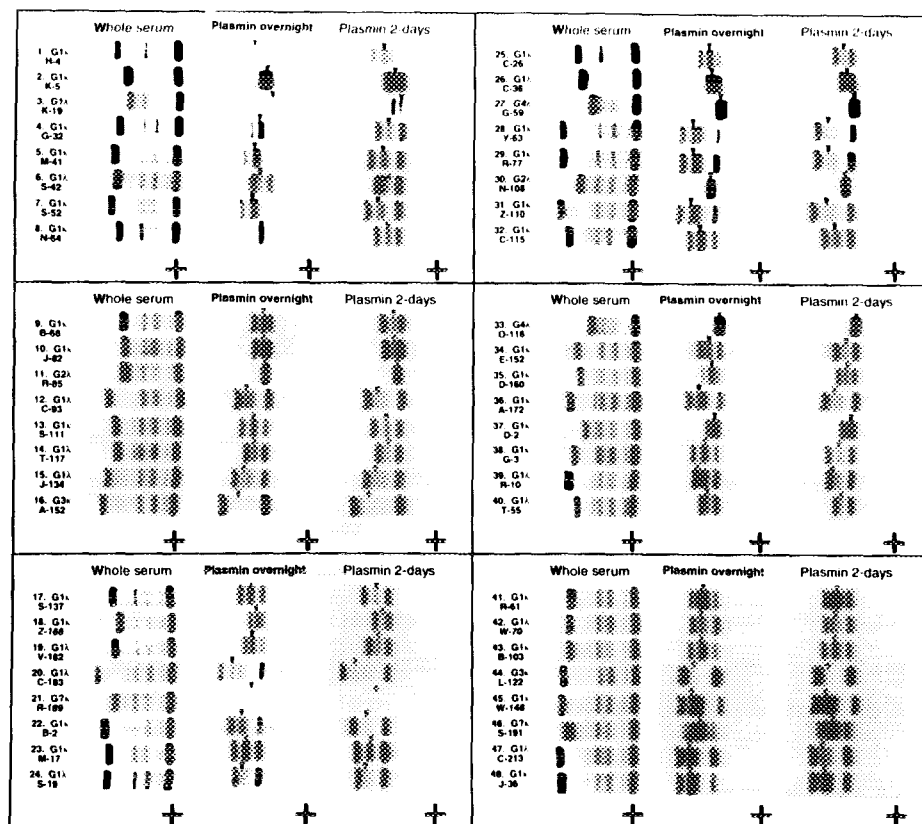 Whole serum Plasmin overnight Plasmin 2-days
1. G1κ
H-4
2. G1κ
K-5
3. G1λ
K-19
4. G1κ
G-32
5. G1κ
M-41
6. G1λ
S-42
7. G1κ
S-52
8. G1κ
N-64
Whole serum Plasmin overnight Plasmin 2-days
25. G1κ
C-26
26. G1λ
C-36
27. G4λ
G-59
28. G1κ
Y-63
29. G1κ
R-77
30. G2λ
N-108
31. G1κ
Z-110
32. G1κ
C-115
Whole serum Plasmin overnight Plasmin 2-days
9. G1κ
B-68
10. G1κ
J-82
11. G2λ
R-85
12. G1λ
C-93
13. G1κ
S-111
14. G1λ
T-117
15. G1λ
J-134
16. G3κ
A-152
Whole serum Plasmin overnight Plasmin 2-days
33. G4λ
O-116
34. G1κ
E-152
35. G1κ
D-160
36. G1κ
A-172
37. G1κ
D-2
38. G1κ
G-3
39. G1λ
R-10
40. G1λ
T-55
Whole serum Plasmin overnight Plasmin 2-days
17. G1κ
S-137
18. G1κ
Z-168
19. G1λ
V-182
20. G1λ
C-183
21. G?κ
R-189
22. G1κ
B-2
23. G1κ
M-17
24. G1λ
S-19
Whole serum Plasmin overnight Plasmin 2-days
41. G1κ
R-61
42. G1κ
W-70
43. G1κ
B-103
44. G3κ
L-122
45. G1κ
W-148
46. G?κ
S-191
47. G1λ
C-213
48. G1κ
J-36